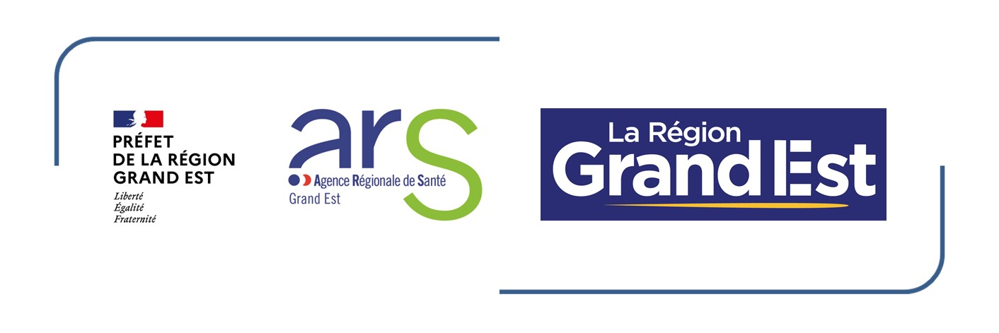 PRÉFET
DE LA RÉGION
GRAND EST
Liberté
Égalité
Fraternité
ars
Agence Régionale de Santé
Grand Est
La Région
Grand Est